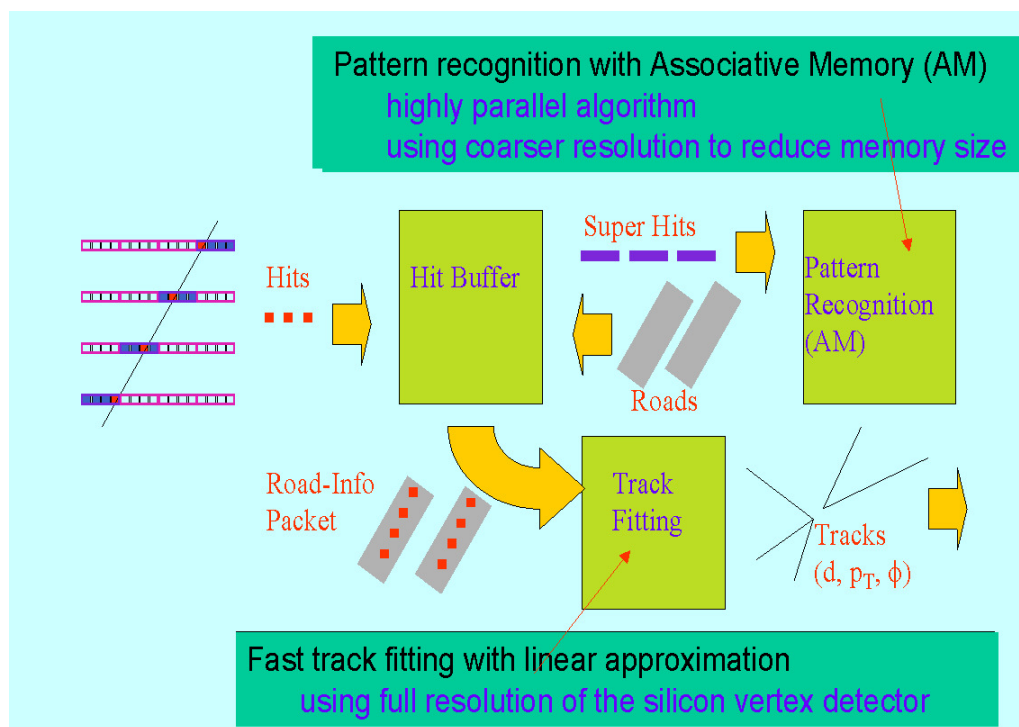 Pattern recognition with Associative Memory (AM)
highly parallel algorithm
using coarser resolution to reduce memory size
Hits
Hit Buffer
Super Hits
Roads
Pattern
Recognition
(AM)
Road-Info
Packet
Track
Fitting
Tracks
(d, pT, ϕ)
Fast track fitting with linear approximation
using full resolution of the silicon vertex detector